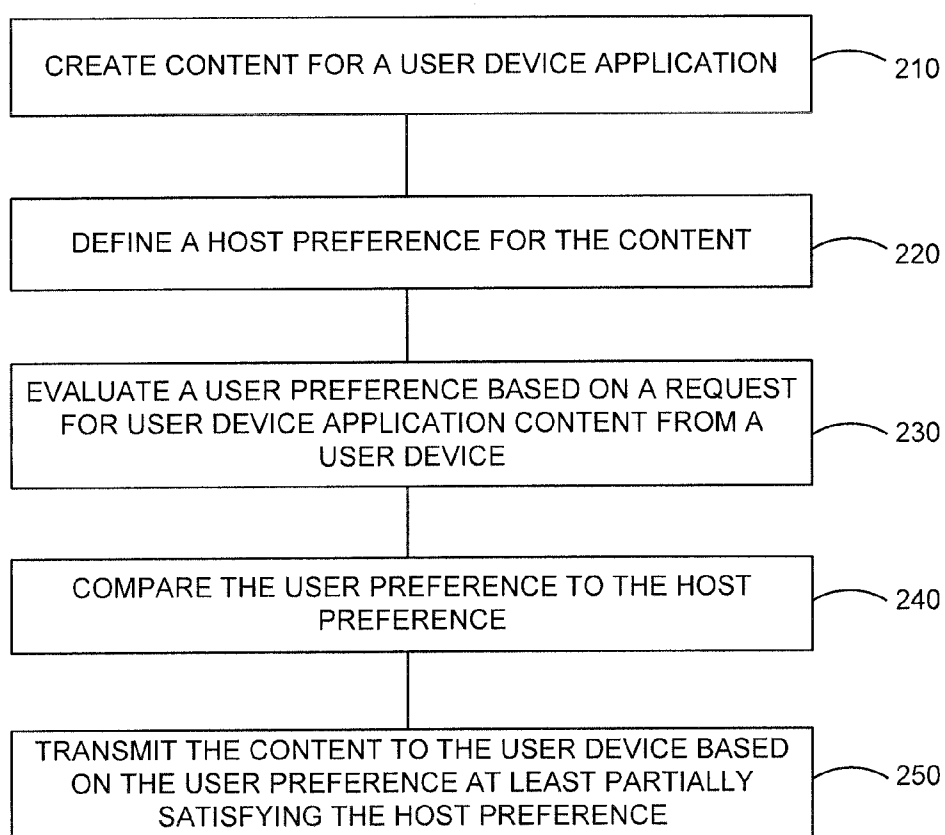 CREATE CONTENT FOR A USER DEVICE APPLICATION
210
DEFINE A HOST PREFERENCE FOR THE CONTENT
220
EVALUATE A USER PREFERENCE BASED ON A REQUEST
FOR USER DEVICE APPLICATION CONTENT FROM A
USER DEVICE
230
COMPARE THE USER PREFERENCE TO THE HOST
PREFERENCE
240
TRANSMIT THE CONTENT TO THE USER DEVICE BASED
ON THE USER PREFERENCE AT LEAST PARTIALLY
SATISFYING THE HOST PREFERENCE
250